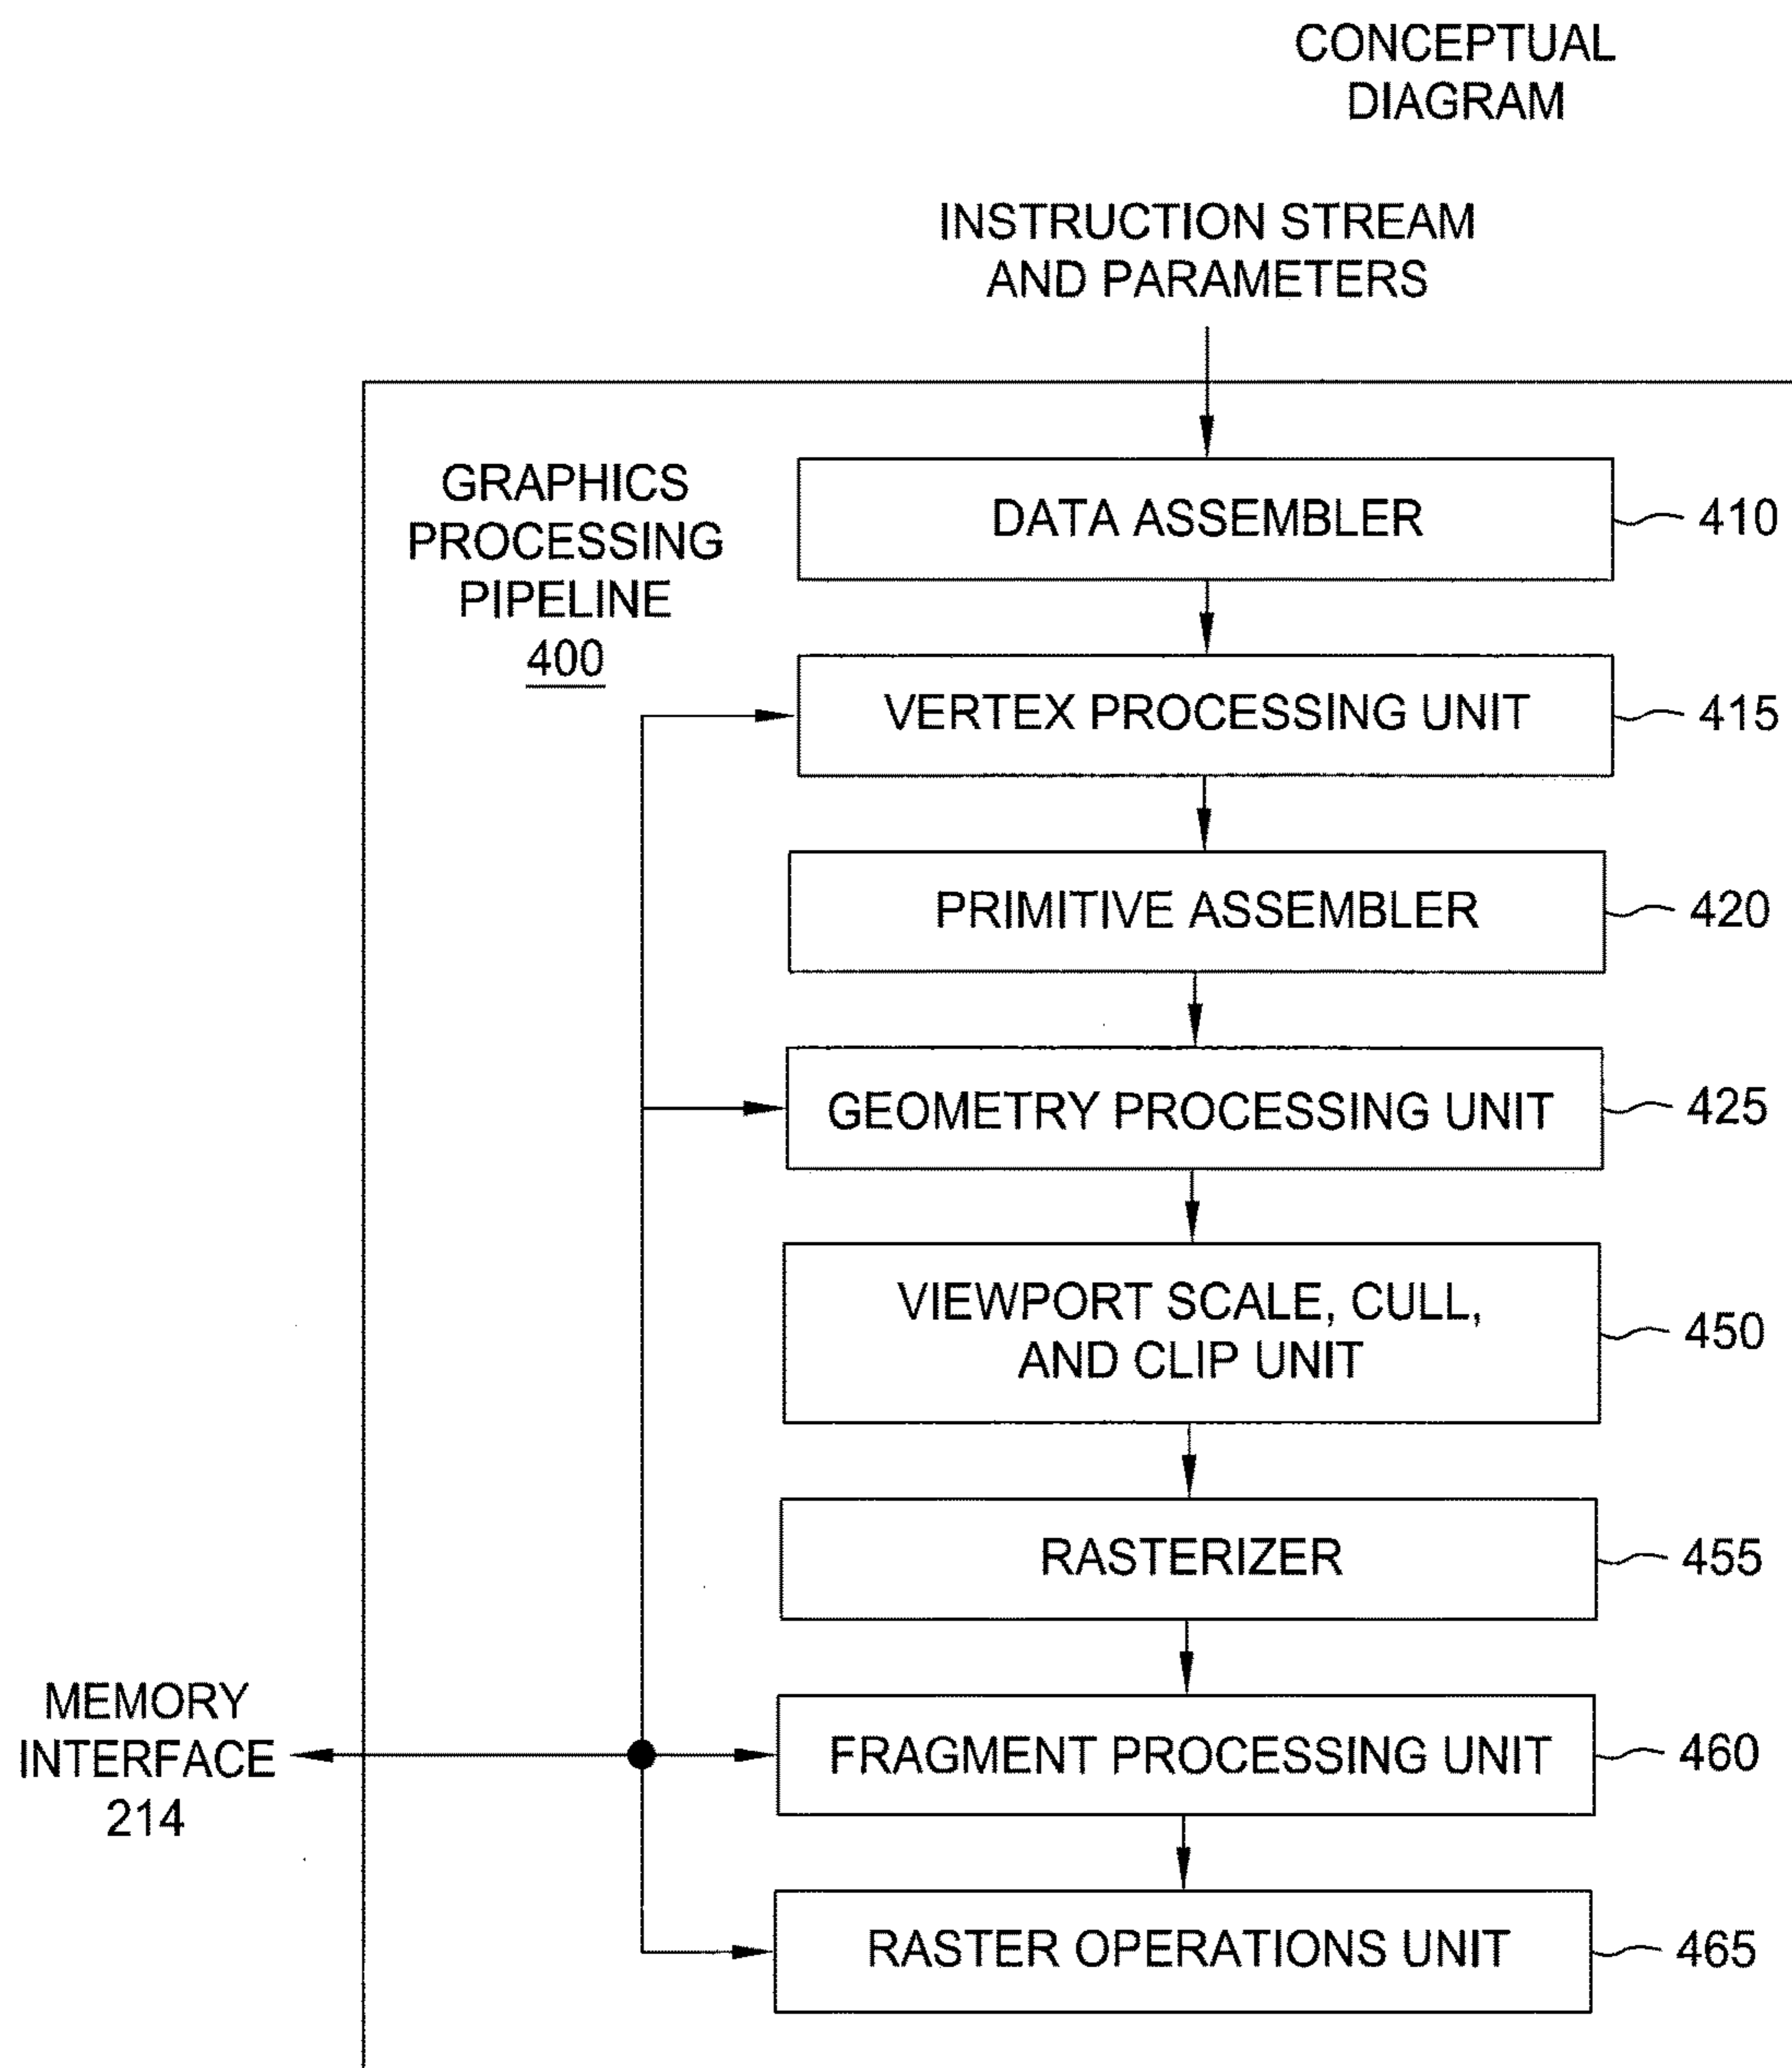 CONCEPTUAL
DIAGRAM
INSTRUCTION STREAM
AND PARAMETERS
GRAPHICS
PROCESSING
PIPELINE
400
DATA ASSEMBLER
410
VERTEX PROCESSING UNIT
415
PRIMITIVE ASSEMBLER
420
GEOMETRY PROCESSING UNIT
425
VIEWPORT SCALE, CULL,
AND CLIP UNIT
450
RASTERIZER
455
MEMORY
INTERFACE
214
FRAGMENT PROCESSING UNIT
460
RASTER OPERATIONS UNIT
465